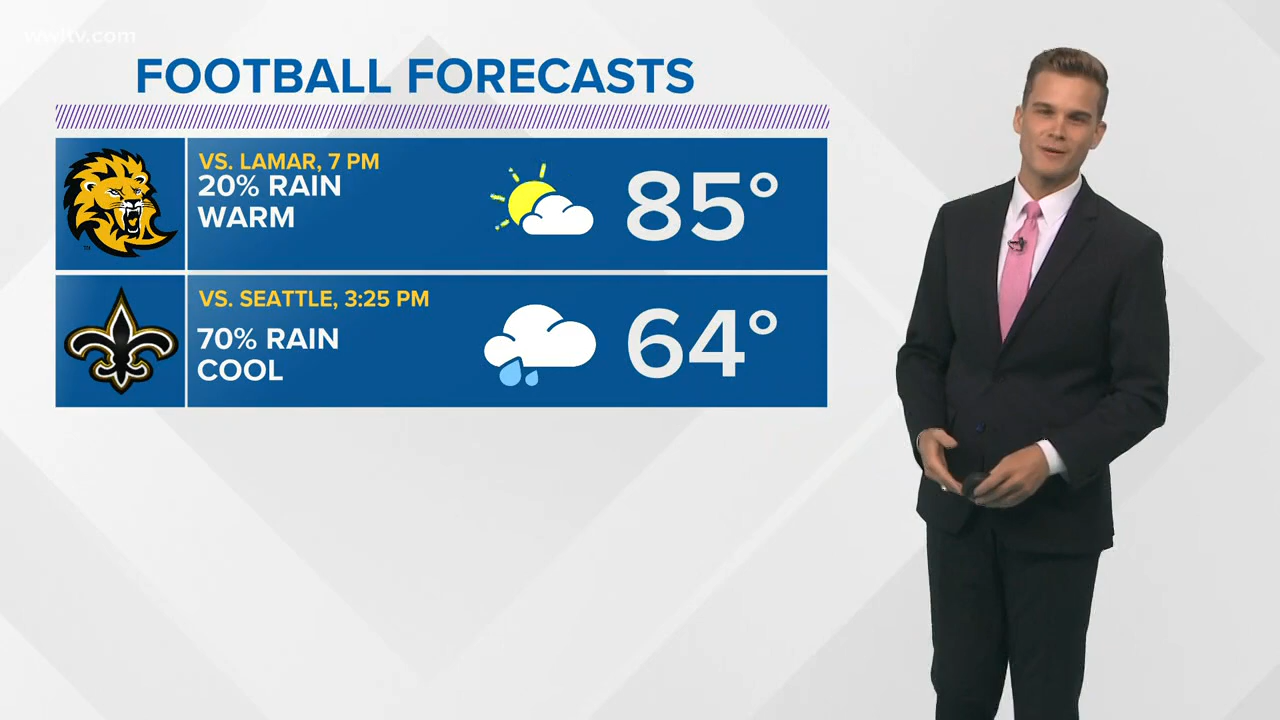 wwltv.com
FOOTBALL FORECASTS
VS. LAMAR, 7 PM
20% RAIN
WARM
85°
VS. SEATTLE, 3:25 PM
70% RAIN
COOL
64°